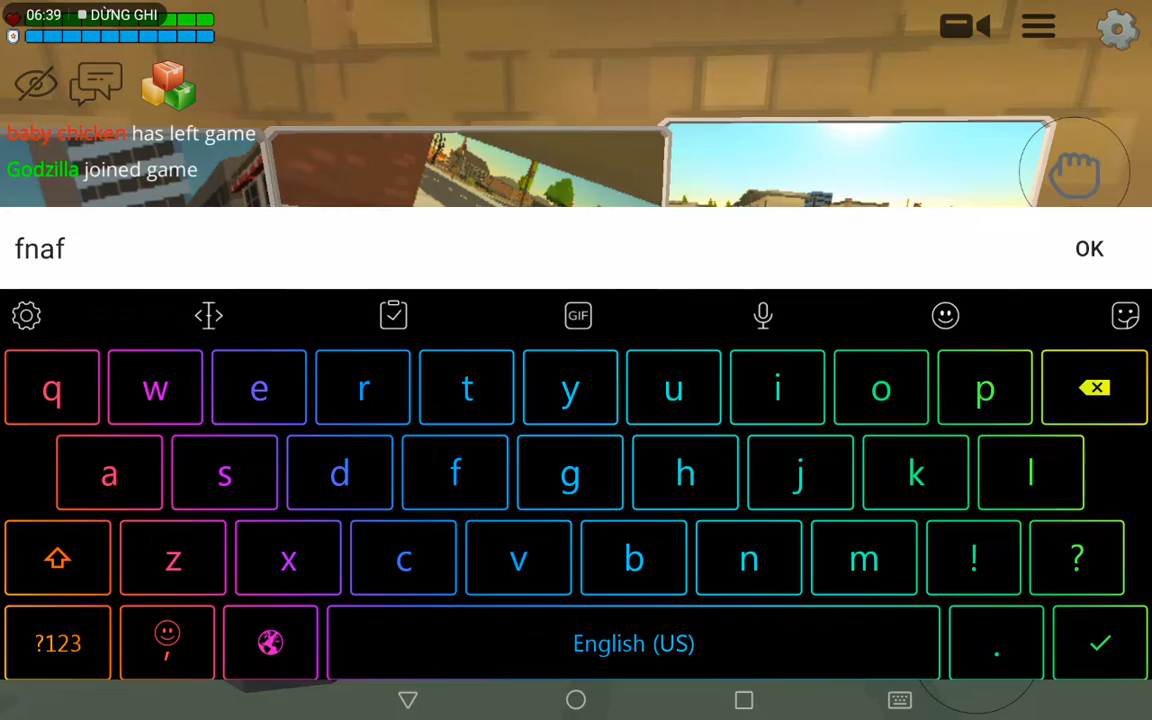 06:39 DỪNG GHI
baby chicken has left game
Godzilla joined game
fnaf
OK
GIF
q w e r t y u i o p
a s d f g h j k l
z x c v b n m ! ?
?123 , English (US) .